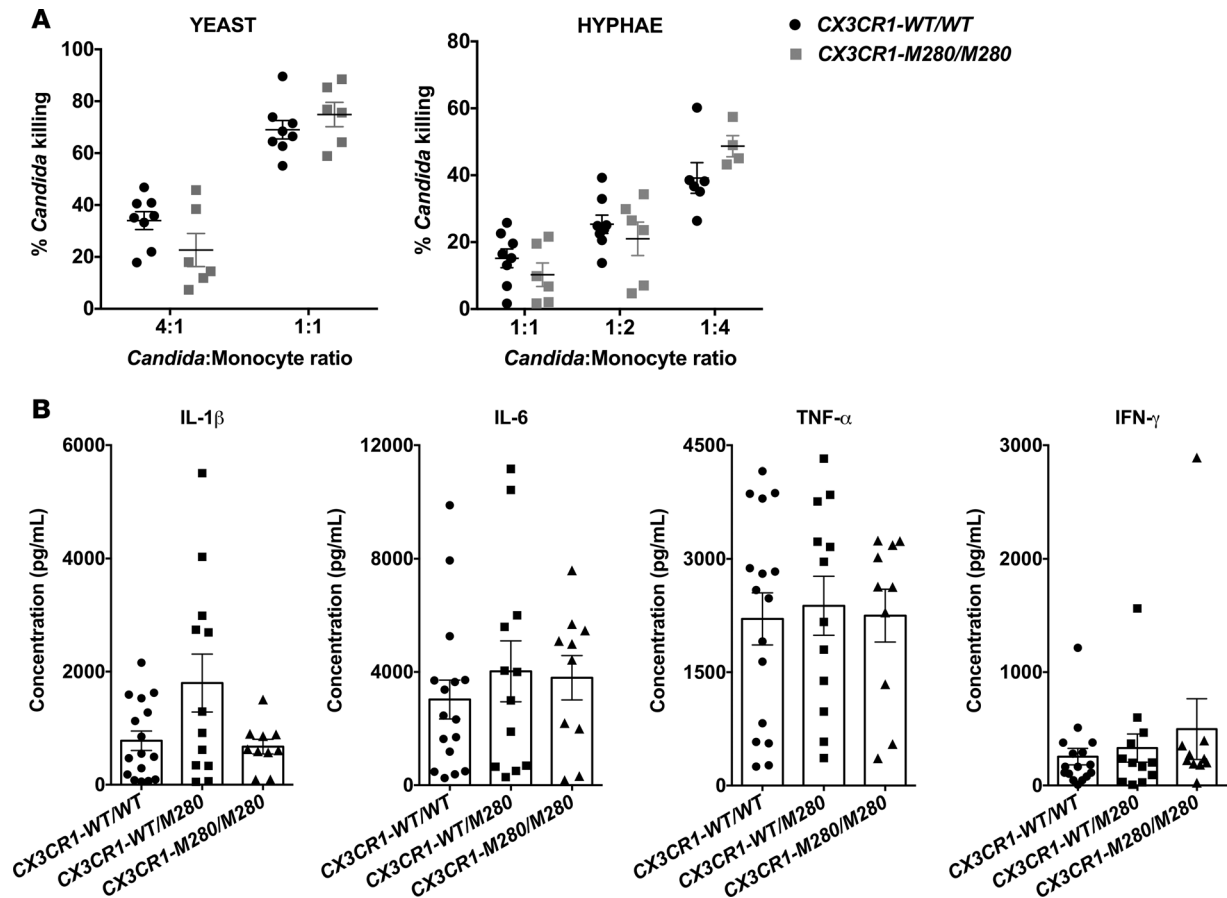 A
YEAST
HYPHAE
CX3CR1-WT/WT
CX3CR1-M280/M280
% Candida killing
100
80
60
40
20
0
4:1
1:1
Candida:Monocyte ratio
% Candida killing
80
60
40
20
0
1:1
1:2
1:4
Candida:Monocyte ratio
B
IL-1β
Concentration (pg/mL)
6000
4000
2000
0
CX3CR1-WT/WT
CX3CR1-WT/M280
CX3CR1-M280/M280
IL-6
Concentration (pg/mL)
12000
8000
4000
0
CX3CR1-WT/WT
CX3CR1-WT/M280
CX3CR1-M280/M280
TNF-α
Concentration (pg/mL)
4500
3000
1500
0
CX3CR1-WT/WT
CX3CR1-WT/M280
CX3CR1-M280/M280
IFN-γ
Concentration (pg/mL)
3000
2000
1000
0
CX3CR1-WT/WT
CX3CR1-WT/M280
CX3CR1-M280/M280